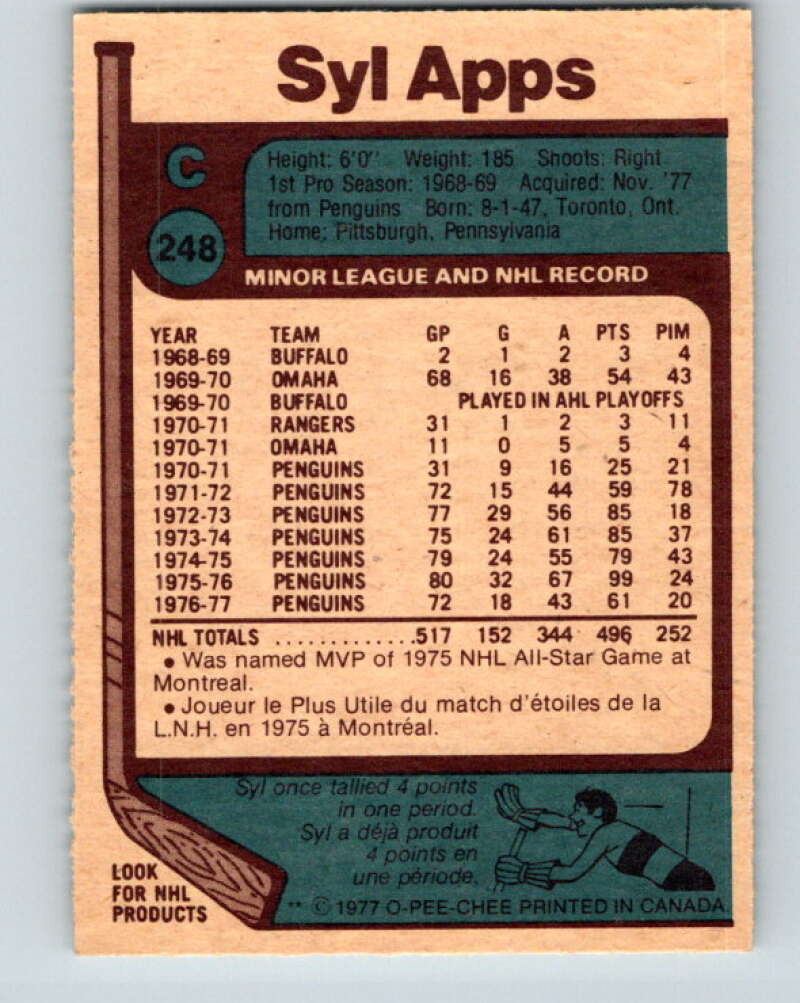 Syl Apps
C
Height: 6'0" Weight: 185 Shoots: Right
1st Pro Season: 1968-69 Acquired: Nov. '77
from Penguins Born: 8-1-47, Toronto, Ont.
Home: Pittsburgh, Pennsylvania
248
MINOR LEAGUE AND NHL RECORD
YEAR TEAM GP G A PTS PIM
1968-69 BUFFALO 2 1 2 3 4
1969-70 OMAHA 68 16 38 54 43
1969-70 BUFFALO PLAYED IN AHL PLAYOFFS
1970-71 RANGERS 31 1 2 3 11
1970-71 OMAHA 11 0 5 5 4
1970-71 PENGUINS 31 9 16 25 21
1971-72 PENGUINS 72 15 44 59 78
1972-73 PENGUINS 77 29 56 85 18
1973-74 PENGUINS 75 24 61 85 37
1974-75 PENGUINS 79 24 55 79 43
1975-76 PENGUINS 80 32 67 99 24
1976-77 PENGUINS 72 18 43 61 20
NHL TOTALS ..............517 152 344 496 252
• Was named MVP of 1975 NHL All-Star Game at
Montreal.
• Joueur le Plus Utile du match d'étoiles de la
L.N.H. en 1975 à Montréal.
Syl once tallied 4 points
in one period.
Syl a déjà produit
4 points en
une période.
LOOK
FOR NHL
PRODUCTS
** © 1977 O-PEE-CHEE PRINTED IN CANADA